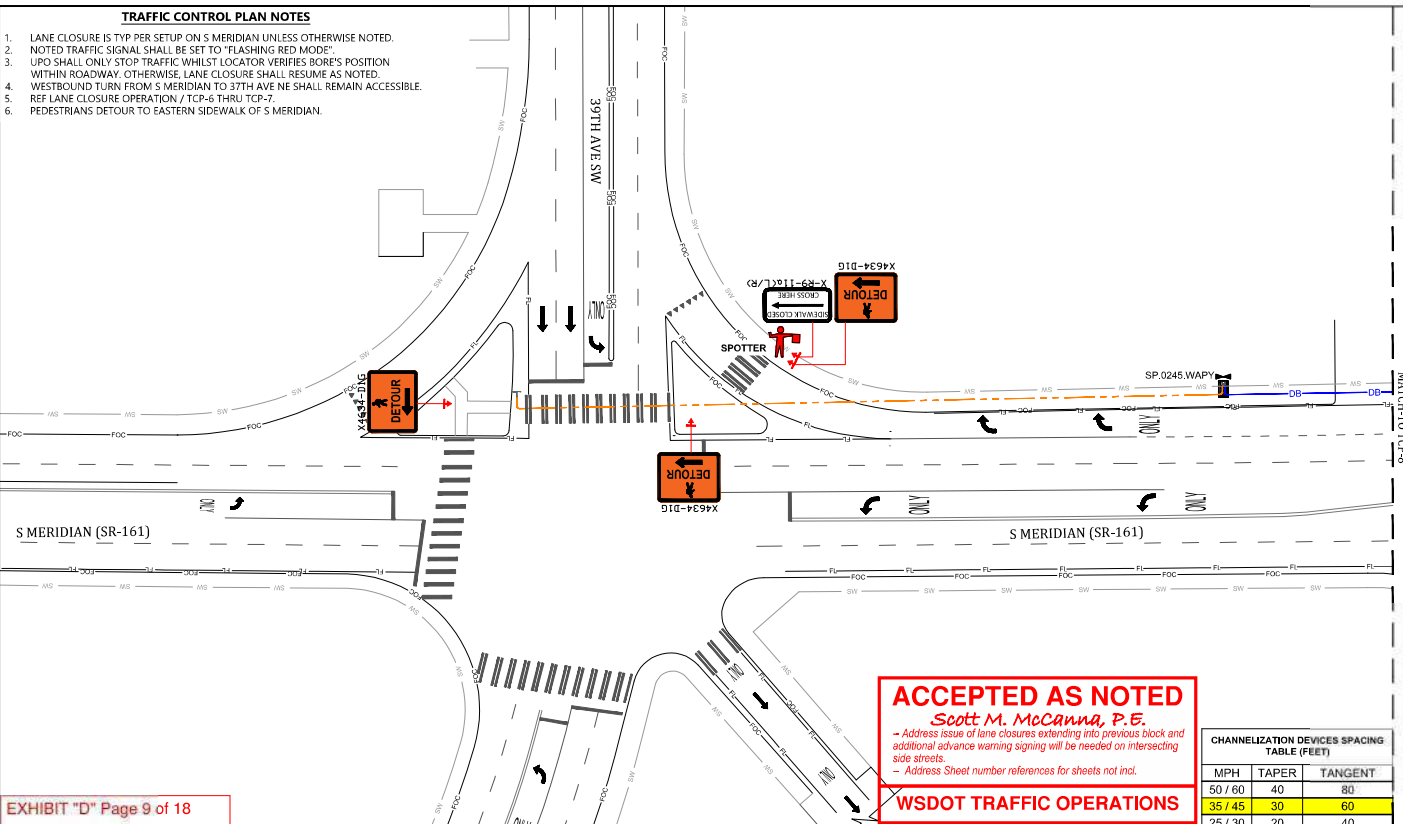 TRAFFIC CONTROL PLAN NOTES
1. LANE CLOSURE IS TYP PER SETUP ON S MERIDIAN UNLESS OTHERWISE NOTED.
2. NOTED TRAFFIC SIGNAL SHALL BE SET TO "FLASHING RED MODE".
3. UPO SHALL ONLY STOP TRAFFIC WHILST LOCATOR VERIFIES BORE'S POSITION
WITHIN ROADWAY. OTHERWISE, LANE CLOSURE SHALL RESUME AS NOTED.
4. WESTBOUND TURN FROM S MERIDIAN TO 37TH AVE NE SHALL REMAIN ACCESSIBLE.
5. REF LANE CLOSURE OPERATION / TCP-6 THRU TCP-7.
6. PEDESTRIANS DETOUR TO EASTERN SIDEWALK OF S MERIDIAN.
39TH AVE SW
ONLY
X4634-D1G
DETOUR
X-R9-11a(L/R)
SIDEWALK CLOSED
CROSS HERE
X4634-D1G
DETOUR
SPOTTER
X4634-D1G
DETOUR
SP.0245.WAPY
DB
DB
ONLY
ONLY
ONLY
ONLY
S MERIDIAN (SR-161)
S MERIDIAN (SR-161)
ACCEPTED AS NOTED
Scott M. McCanna, P.E.
- Address issue of lane closures extending into previous block and
additional advance warning signing will be needed on intersecting
side streets.
- Address Sheet number references for sheets not incl.
WSDOT TRAFFIC OPERATIONS
CHANNELIZATION DEVICES SPACING
TABLE (FEET)
MPH TAPER TANGENT
50 / 60 40 80
35 / 45 30 60
25 / 30 20 40
EXHIBIT "D" Page 9 of 18